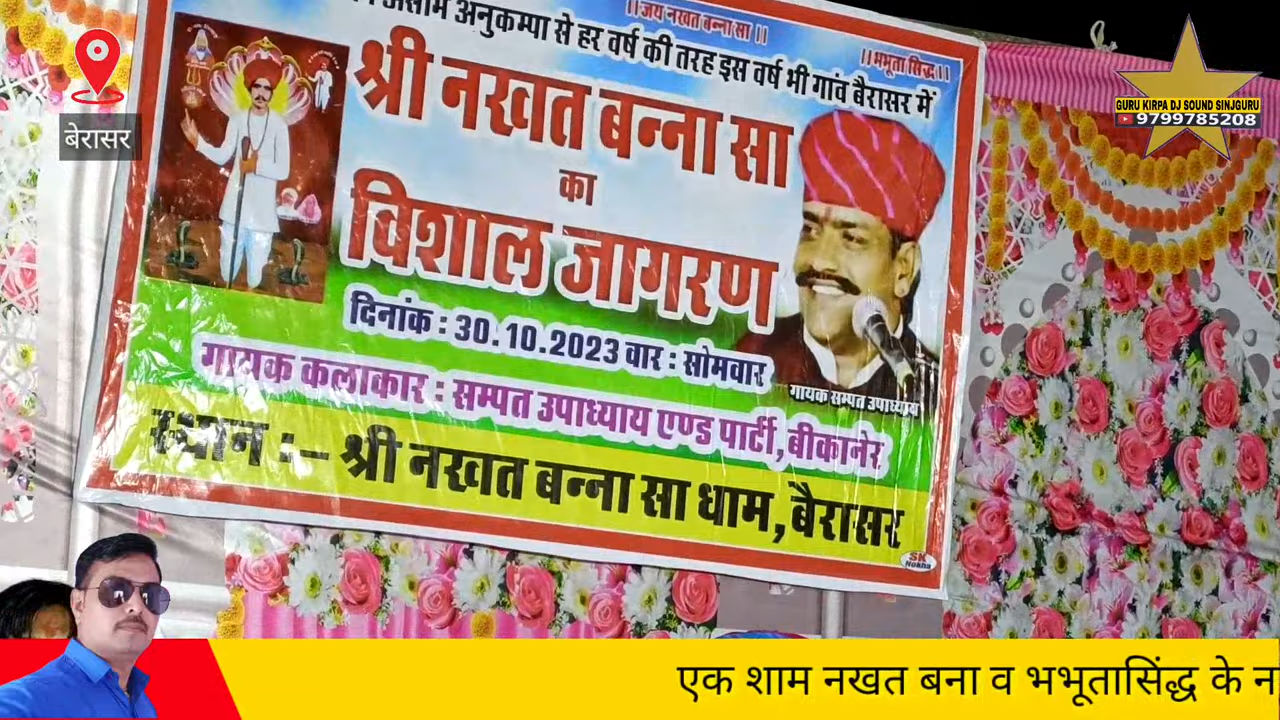 ।। जय नखत बन्ना सा ।।
अनुकम्पा से हर वर्ष की तरह इस वर्ष भी गांव बैरासर में
।। भभूता सिद्ध ।।
श्री नखत बन्ना सा
का
विशाल जागरण
दिनांक : 30.10.2023 वार : सोमवार
गायक कलाकार : सम्पत उपाध्याय एण्ड पार्टी, बीकानेर
गायक सम्पत उपाध्याय
स्थान :– श्री नखत बन्ना सा धाम, बैरासर
SK
Nokha
बेरासर
GURU KIRPA DJ SOUND SINJGURU
9799785208
एक शाम नखत बना व भभूतासिंद्ध के